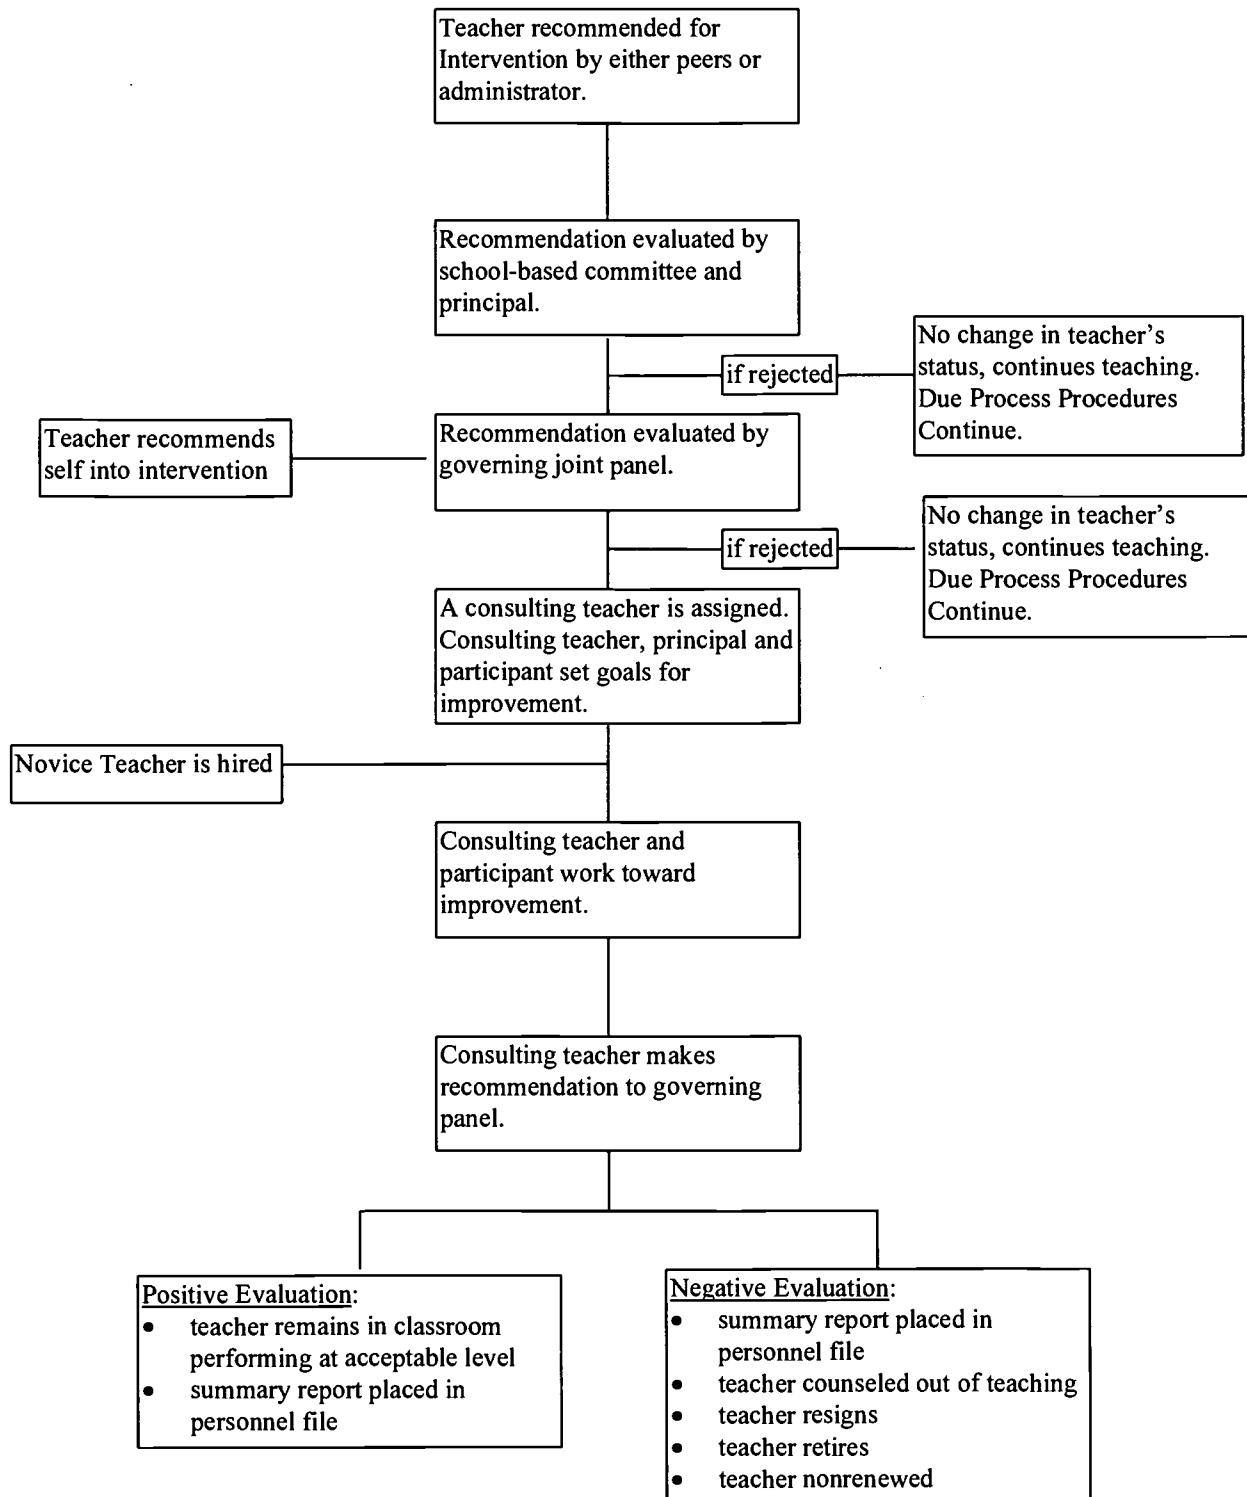 Teacher recommended for
Intervention by either peers or
administrator.
Recommendation evaluated by
school-based committee and
principal.
if rejected
No change in teacher's
status, continues teaching.
Due Process Procedures
Continue.
Teacher recommends
self into intervention
Recommendation evaluated by
governing joint panel.
if rejected
No change in teacher's
status, continues teaching.
Due Process Procedures
Continue.
A consulting teacher is assigned.
Consulting teacher, principal and
participant set goals for
improvement.
Novice Teacher is hired
Consulting teacher and
participant work toward
improvement.
Consulting teacher makes
recommendation to governing
panel.
Positive Evaluation:
• teacher remains in classroom
performing at acceptable level
• summary report placed in
personnel file
Negative Evaluation:
• summary report placed in
personnel file
• teacher counseled out of teaching
• teacher resigns
• teacher retires
• teacher nonrenewed